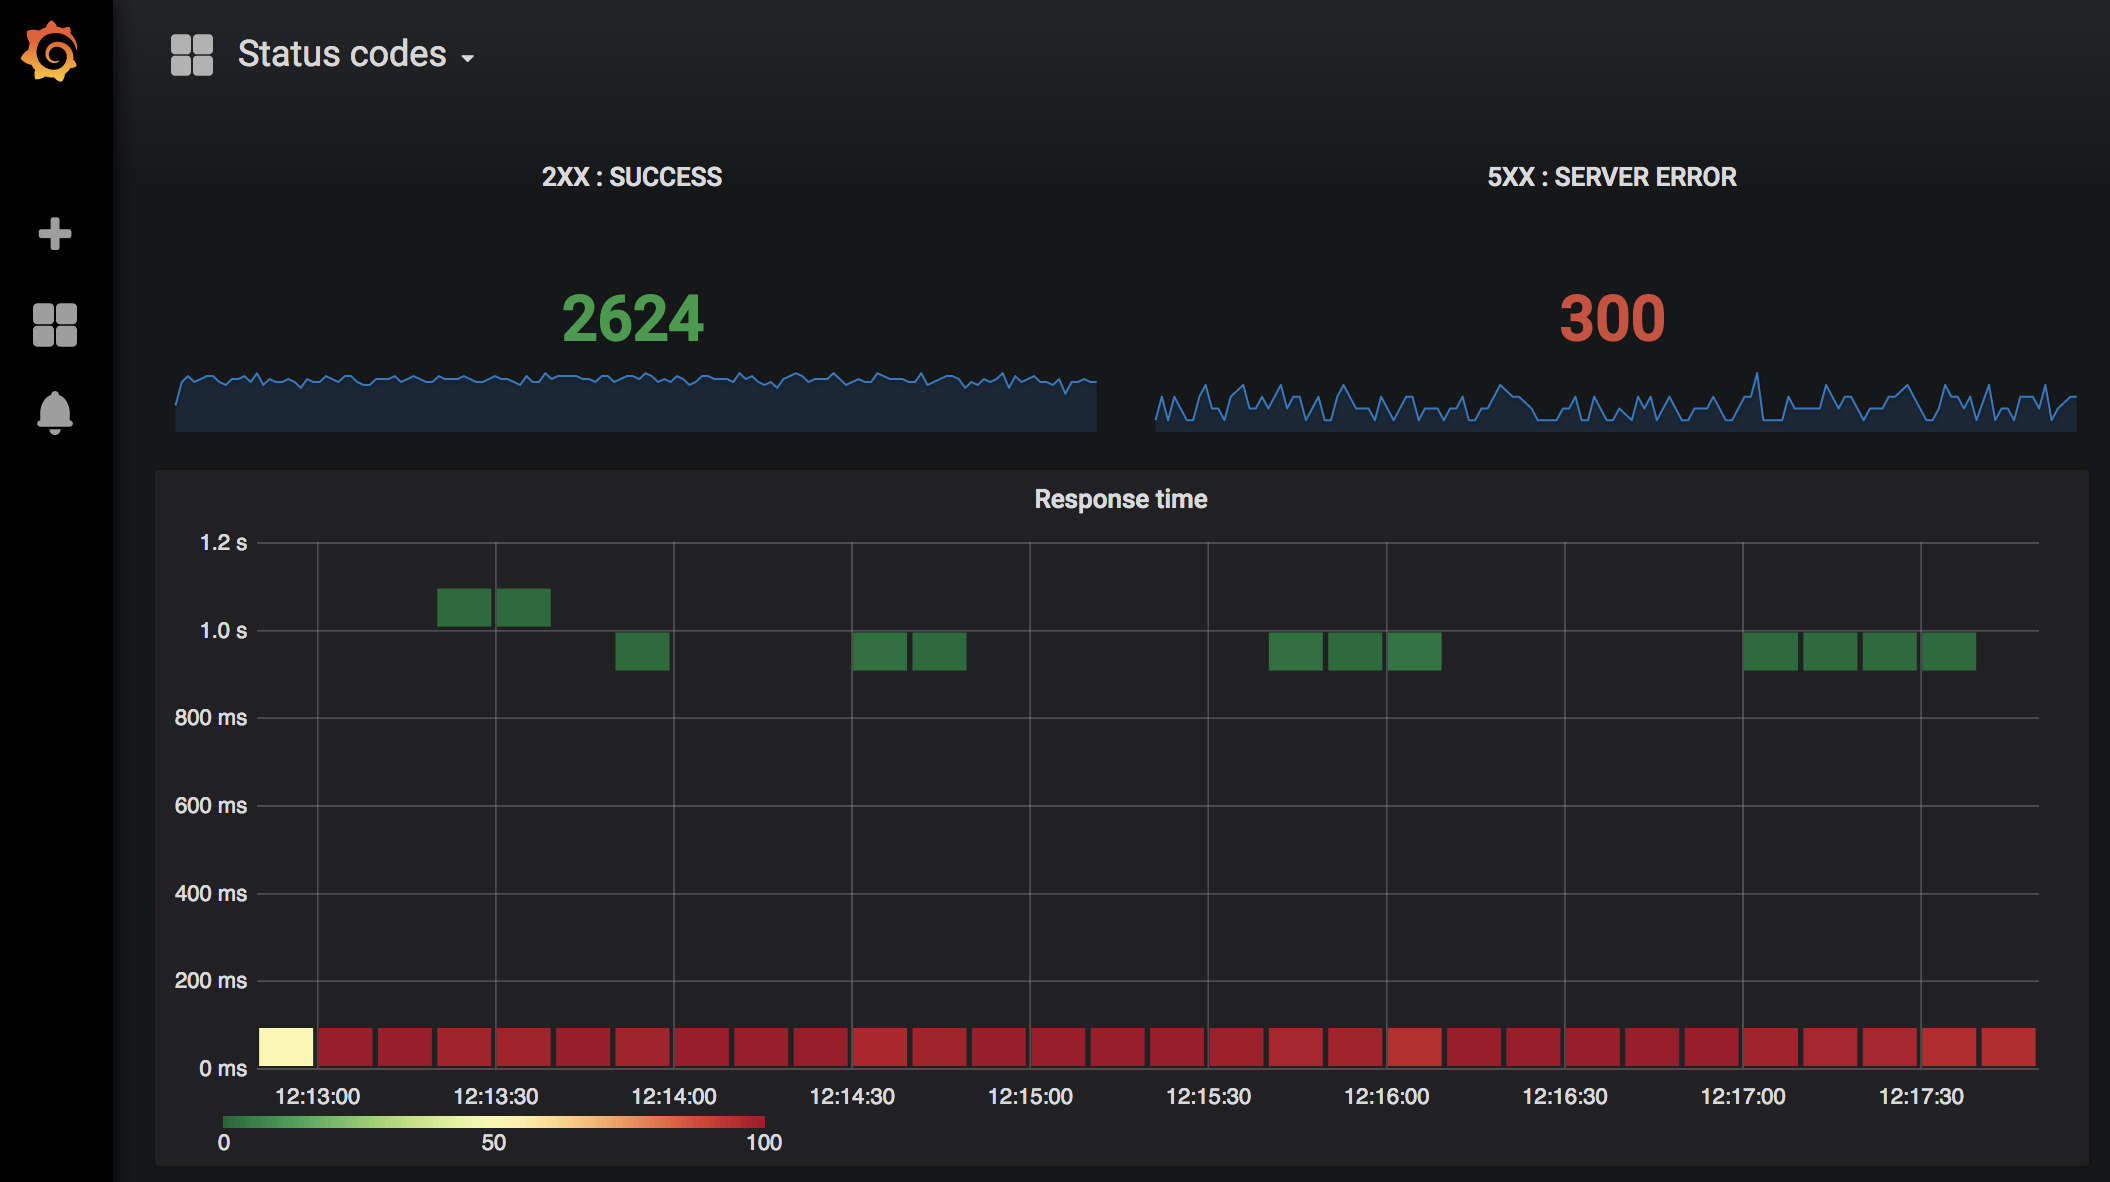 Status codes
2XX : SUCCESS
5XX : SERVER ERROR
2624
300
Response time
1.2 s
1.0 s
800 ms
600 ms
400 ms
200 ms
0 ms
12:13:00 12:13:30 12:14:00 12:14:30 12:15:00 12:15:30 12:16:00 12:16:30 12:17:00 12:17:30
0 50 100